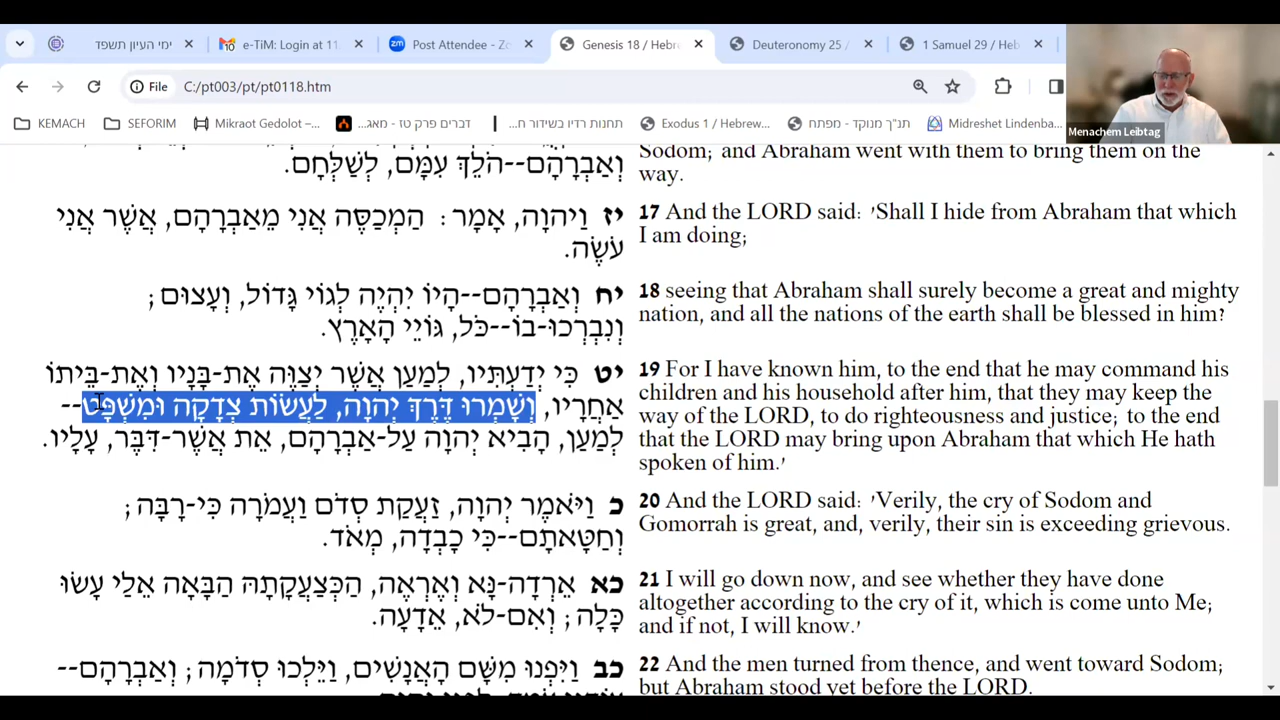 ימי העיון תשפד
e-TiM: Login at 11
Post Attendee - Zo
Genesis 18 / Hebre
Deuteronomy 25 /
1 Samuel 29 / Heb
File C:/pt003/pt/pt0118.htm
KEMACH
SEFORIM
Mikraot Gedolot –...
דברים פרק טז - מאג...
תחנות רדיו בשידור ח...
Exodus 1 / Hebrew...
תנ״ך מנוקד - מפתח
Midreshet Lindenba...
Menachem Leibtag
וְאַבְרָהָם--הֹלֵךְ עִמָּם, לְשַׁלְּחָם.
יז וַיהוָה, אָמָר: הַמְכַסֶּה אֲנִי מֵאַבְרָהָם, אֲשֶׁר אֲנִי
עֹשֶׂה.
יח וְאַבְרָהָם--הָיוֹ יִהְיֶה לְגוֹי גָּדוֹל, וְעָצוּם;
וְנִבְרְכוּ-בוֹ--כֹּל, גּוֹיֵי הָאָרֶץ.
יט כִּי יְדַעְתִּיו, לְמַעַן אֲשֶׁר יְצַוֶּה אֶת-בָּנָיו וְאֶת-בֵּיתוֹ
אַחֲרָיו, וְשָׁמְרוּ דֶּרֶךְ יְהוָה, לַעֲשׂוֹת צְדָקָה וּמִשְׁפָּט--
לְמַעַן, הָבִיא יְהוָה עַל-אַבְרָהָם, אֵת אֲשֶׁר-דִּבֶּר, עָלָיו.
כ וַיֹּאמֶר יְהוָה, זַעֲקַת סְדֹם וַעֲמֹרָה כִּי-רָבָּה;
וְחַטָּאתָם--כִּי כָבְדָה, מְאֹד.
כא אֵרְדָה-נָּא וְאֶרְאֶה, הַכְּצַעֲקָתָהּ הַבָּאָה אֵלַי עָשׂוּ
כָּלָה; וְאִם-לֹא, אֵדָעָה.
כב וַיִּפְנוּ מִשָּׁם הָאֲנָשִׁים, וַיֵּלְכוּ סְדֹמָה; וְאַבְרָהָם--
Sodom; and Abraham went with them to bring them on the
way.
17 And the LORD said: 'Shall I hide from Abraham that which
I am doing;
18 seeing that Abraham shall surely become a great and mighty
nation, and all the nations of the earth shall be blessed in him?
19 For I have known him, to the end that he may command his
children and his household after him, that they may keep the
way of the LORD, to do righteousness and justice; to the end
that the LORD may bring upon Abraham that which He hath
spoken of him.'
20 And the LORD said: 'Verily, the cry of Sodom and
Gomorrah is great, and, verily, their sin is exceeding grievous.
21 I will go down now, and see whether they have done
altogether according to the cry of it, which is come unto Me;
and if not, I will know.'
22 And the men turned from thence, and went toward Sodom;
but Abraham stood yet before the LORD.